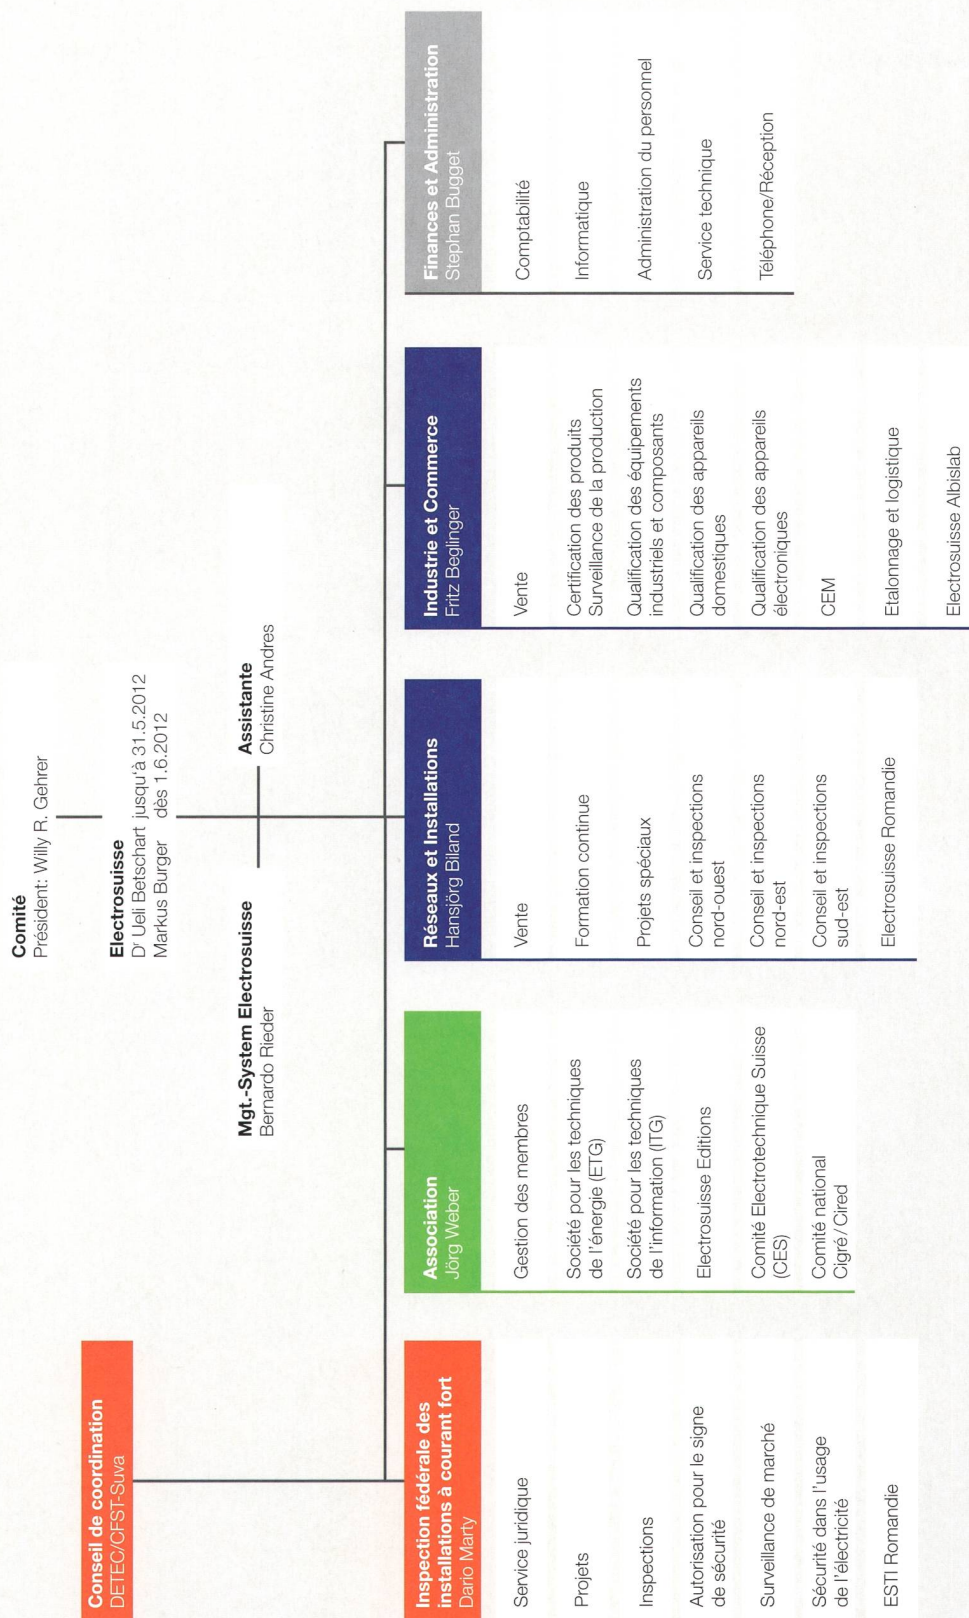 Comité
Président: Willy R. Gehrer
Electrosuisse
Dr Ueli Betschart jusqu'à 31.5.2012
Markus Burger dès 1.6.2012
Conseil de coordination
DETEC/CFST-Suva
Mgt.-System Electrosuisse
Bernardo Rieder
Assistante
Christine Andres
Inspection fédérale des
installations à courant fort
Dario Marty
Service juridique
Projets
Inspections
Autorisation pour le signe
de sécurité
Surveillance de marché
Sécurité dans l'usage
de l'électricité
ESTI Romandie
Association
Jörg Weber
Gestion des membres
Société pour les techniques
de l'énergie (ETG)
Société pour les techniques
de l'information (ITG)
Electrosuisse Editions
Comité Electrotechnique Suisse
(CES)
Comité national
Cigré/Cired
Réseaux et Installations
Hansjörg Biland
Vente
Formation continue
Projets spéciaux
Conseil et inspections
nord-ouest
Conseil et inspections
nord-est
Conseil et inspections
sud-est
Electrosuisse Romandie
Industrie et Commerce
Fritz Beglinger
Vente
Certification des produits
Surveillance de la production
Qualification des équipements
industriels et composants
Qualification des appareils
domestiques
Qualification des appareils
électroniques
CEM
Etalonnage et logistique
Electrosuisse Albislab
Finances et Administration
Stephan Bugget
Comptabilité
Informatique
Administration du personnel
Service technique
Téléphone/Réception